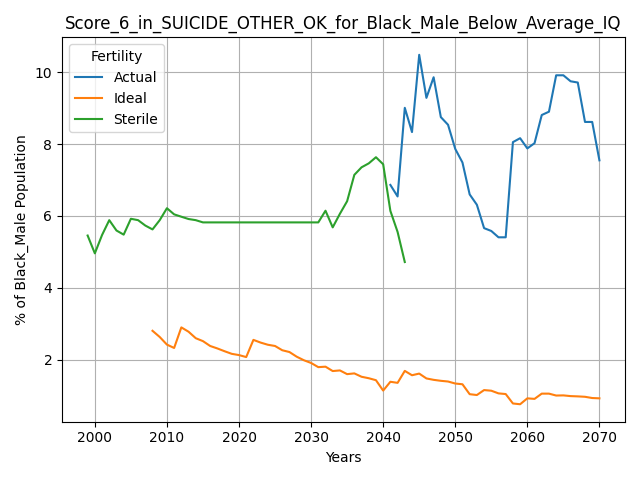 Score_6_in_SUICIDE_OTHER_OK_for_Black_Male_Below_Average_IQ
Fertility
Actual
Ideal
Sterile
% of Black_Male Population
10
8
6
4
2
2000 2010 2020 2030 2040 2050 2060 2070
Years